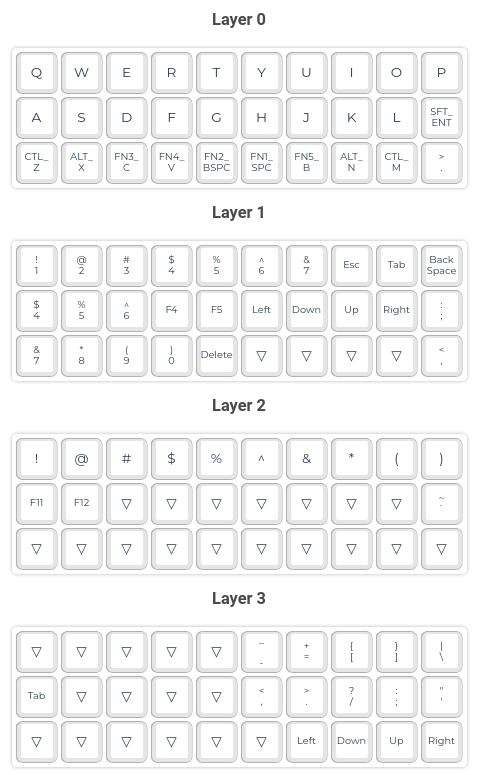 Layer 0
Q W E R T Y U I O P
A S D F G H J K L SFT_ ENT
CTL_ Z ALT_ X FN3_ C FN4_ V FN2_ BSPC FN1_ SPC FN5_ B ALT_ N CTL_ M > .
Layer 1
! 1 @ 2 # 3 $ 4 % 5 ^ 6 & 7 Esc Tab Back Space
$ 4 % 5 ^ 6 F4 F5 Left Down Up Right : ;
& 7 * 8 ( 9 ) 0 Delete ▽ ▽ ▽ ▽ < ,
Layer 2
! @ # $ % ^ & * ( )
F11 F12 ▽ ▽ ▽ ▽ ▽ ▽ ▽ ~ `
▽ ▽ ▽ ▽ ▽ ▽ ▽ ▽ ▽ ▽
Layer 3
▽ ▽ ▽ ▽ ▽ _ - + = { [ } ] | \
Tab ▽ ▽ ▽ ▽ < , > . ? / : ; " '
▽ ▽ ▽ ▽ ▽ ▽ Left Down Up Right